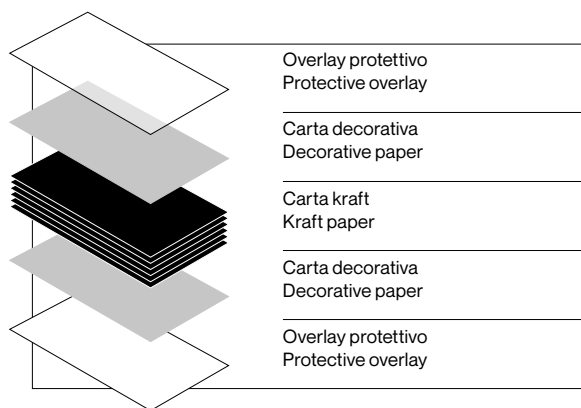 Overlay protettivo
Protective overlay
Carta decorativa
Decorative paper
Carta kraft
Kraft paper
Carta decorativa
Decorative paper
Overlay protettivo
Protective overlay